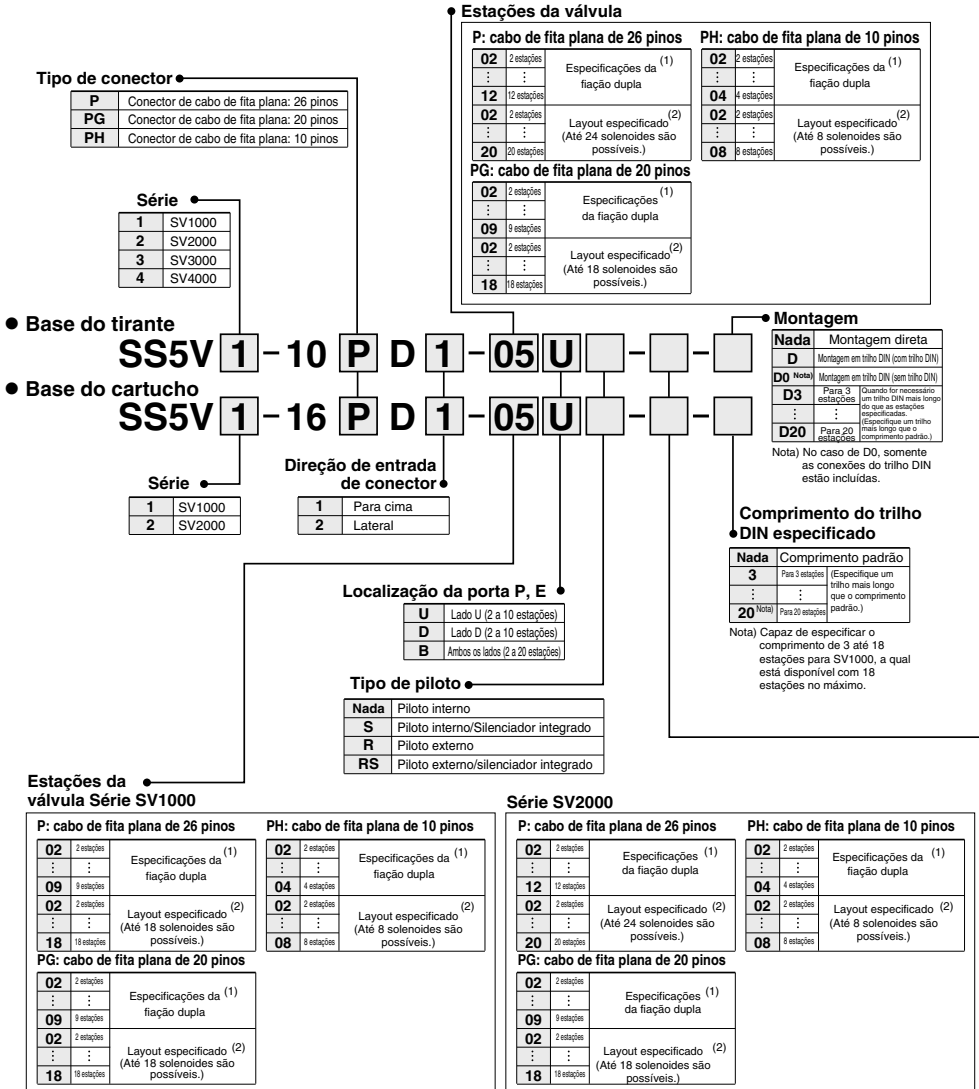 Estações da válvula
P: cabo de fita plana de 26 pinos
02 2 estações Especificações da (1)
⋮ ⋮ fiação dupla
12 12 estações
02 2 estações Layout especificado (2)
⋮ ⋮ (Até 24 solenoides são
20 20 estações possíveis.)
PH: cabo de fita plana de 10 pinos
02 2 estações Especificações da (1)
⋮ ⋮ fiação dupla
04 4 estações
02 2 estações Layout especificado (2)
⋮ ⋮ (Até 8 solenoides são
08 8 estações possíveis.)
PG: cabo de fita plana de 20 pinos
02 2 estações Especificações (1)
⋮ ⋮ da fiação dupla
09 9 estações
02 2 estações Layout especificado (2)
⋮ ⋮ (Até 18 solenoides são
18 18 estações possíveis.)
Tipo de conector
P Conector de cabo de fita plana: 26 pinos
PG Conector de cabo de fita plana: 20 pinos
PH Conector de cabo de fita plana: 10 pinos
Série
1 SV1000
2 SV2000
3 SV3000
4 SV4000
● Base do tirante
SS5V 1 - 10 P D 1 - 05 U - -
● Base do cartucho
SS5V 1 - 16 P D 1 - 05 U - -
Montagem
Nada Montagem direta
D Montagem em trilho DIN (com trilho DIN)
D0 Nota) Montagem em trilho DIN (sem trilho DIN)
D3 Para 3 estações
⋮ ⋮
D20 Para 20 estações
Quando for necessário
um trilho DIN mais longo
do que as estações
especificadas.
(Especifique um trilho
mais longo que o
comprimento padrão.)
Nota) No caso de D0, somente
as conexões do trilho DIN
estão incluídas.
Série
1 SV1000
2 SV2000
Direção de entrada
de conector
1 Para cima
2 Lateral
Comprimento do trilho
DIN especificado
Nada Comprimento padrão
3 Para 3 estações (Especifique um
⋮ ⋮ trilho mais longo
que o comprimento
20 Nota) Para 20 estações padrão.)
Nota) Capaz de especificar o
comprimento de 3 até 18
estações para SV1000, a qual
está disponível com 18
estações no máximo.
Localização da porta P, E
U Lado U (2 a 10 estações)
D Lado D (2 a 10 estações)
B Ambos os lados (2 a 20 estações)
Tipo de piloto
Nada Piloto interno
S Piloto interno/Silenciador integrado
R Piloto externo
RS Piloto externo/silenciador integrado
Estações da
válvula Série SV1000
P: cabo de fita plana de 26 pinos
02 2 estações Especificações da (1)
⋮ ⋮ fiação dupla
09 9 estações
02 2 estações Layout especificado (2)
⋮ ⋮ (Até 18 solenoides são
18 18 estações possíveis.)
PH: cabo de fita plana de 10 pinos
02 2 estações Especificações da (1)
⋮ ⋮ fiação dupla
04 4 estações
02 2 estações Layout especificado (2)
⋮ ⋮ (Até 8 solenoides são
08 8 estações possíveis.)
PG: cabo de fita plana de 20 pinos
02 2 estações Especificações da (1)
⋮ ⋮ fiação dupla
09 9 estações
02 2 estações Layout especificado (2)
⋮ ⋮ (Até 18 solenoides são
18 18 estações possíveis.)
Série SV2000
P: cabo de fita plana de 26 pinos
02 2 estações Especificações (1)
⋮ ⋮ da fiação dupla
12 12 estações
02 2 estações Layout especificado (2)
⋮ ⋮ (Até 24 solenoides são
20 20 estações possíveis.)
PH: cabo de fita plana de 10 pinos
02 2 estações Especificações da (1)
⋮ ⋮ fiação dupla
04 4 estações
02 2 estações Layout especificado (2)
⋮ ⋮ (Até 8 solenoides são
08 8 estações possíveis.)
PG: cabo de fita plana de 20 pinos
02 2 estações Especificações (1)
⋮ ⋮ da fiação dupla
09 9 estações
02 2 estações Layout especificado (2)
⋮ ⋮ (Até 18 solenoides são
18 18 estações possíveis.)